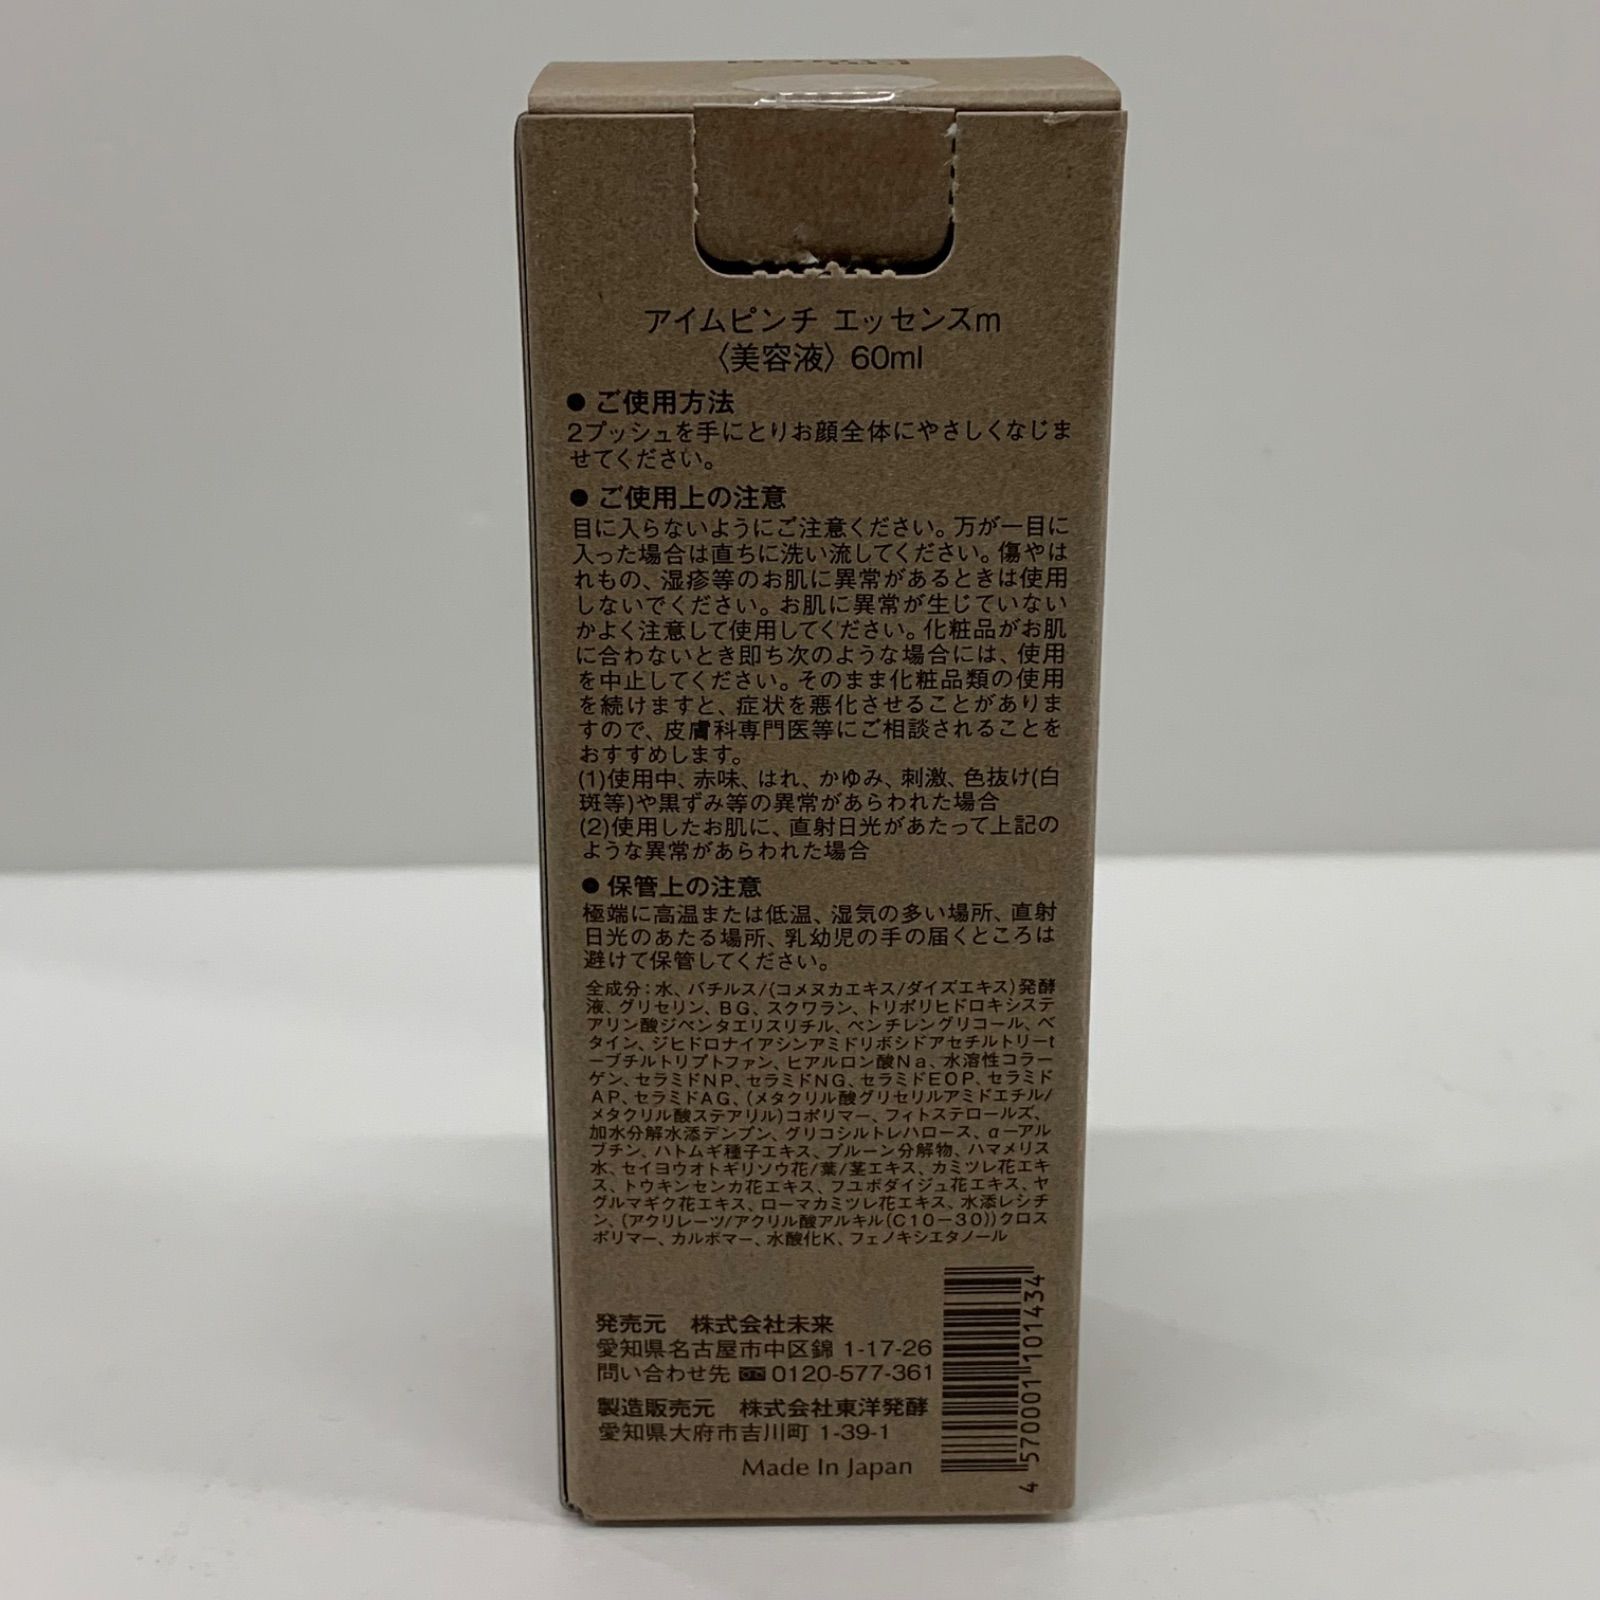 アイムピンチ エッセンスm
〈美容液〉 60ml
● ご使用方法
2プッシュを手にとりお顔全体にやさしくなじま
せてください。
● ご使用上の注意
目に入らないようにご注意ください。万が一目に
入った場合は直ちに洗い流してください。傷やは
れもの、湿疹等のお肌に異常があるときは使用
しないでください。お肌に異常が生じていない
かよく注意して使用してください。化粧品がお肌
に合わないとき即ち次のような場合には、使用
を中止してください。そのまま化粧品類の使用
を続けますと、症状を悪化させることがありま
すので、皮膚科専門医等にご相談されることを
おすすめします。
(1)使用中、赤味、はれ、かゆみ、刺激、色抜け(白
斑等)や黒ずみ等の異常があらわれた場合
(2)使用したお肌に、直射日光があたって上記の
ような異常があらわれた場合
● 保管上の注意
極端に高温または低温、湿気の多い場所、直射
日光のあたる場所、乳幼児の手の届くところは
避けて保管してください。
全成分：水、バチルス/(コメヌカエキス/ダイズエキス)発酵
液、グリセリン、BG、スクワラン、トリポリヒドロキシステ
アリン酸ジペンタエリスリチル、ペンチレングリコール、ベ
タイン、ジヒドロナイアシンアミドリボシドアセチルトリーt
ーブチルトリプトファン、ヒアルロン酸Na、水溶性コラー
ゲン、セラミドNP、セラミドNG、セラミドEOP、セラミド
AP、セラミドAG、(メタクリル酸グリセリルアミドエチル/
メタクリル酸ステアリル)コポリマー、フィトステロールズ、
加水分解水添デンプン、グリコシルトレハロース、α－アル
ブチン、ハトムギ種子エキス、プルーン分解物、ハマメリス
水、セイヨウオトギリソウ花/葉/茎エキス、カミツレ花エキ
ス、トウキンセンカ花エキス、フユボダイジュ花エキス、ヤ
グルマギク花エキス、ローマカミツレ花エキス、水添レシチ
ン、(アクリレーツ/アクリル酸アルキル(C10－30))クロス
ポリマー、カルボマー、水酸化K、フェノキシエタノール
発売元 株式会社未来
愛知県名古屋市中区錦 1-17-26
問い合わせ先 0120-577-361
製造販売元 株式会社東洋発酵
愛知県大府市吉川町 1-39-1
Made In Japan
4 570001 101434